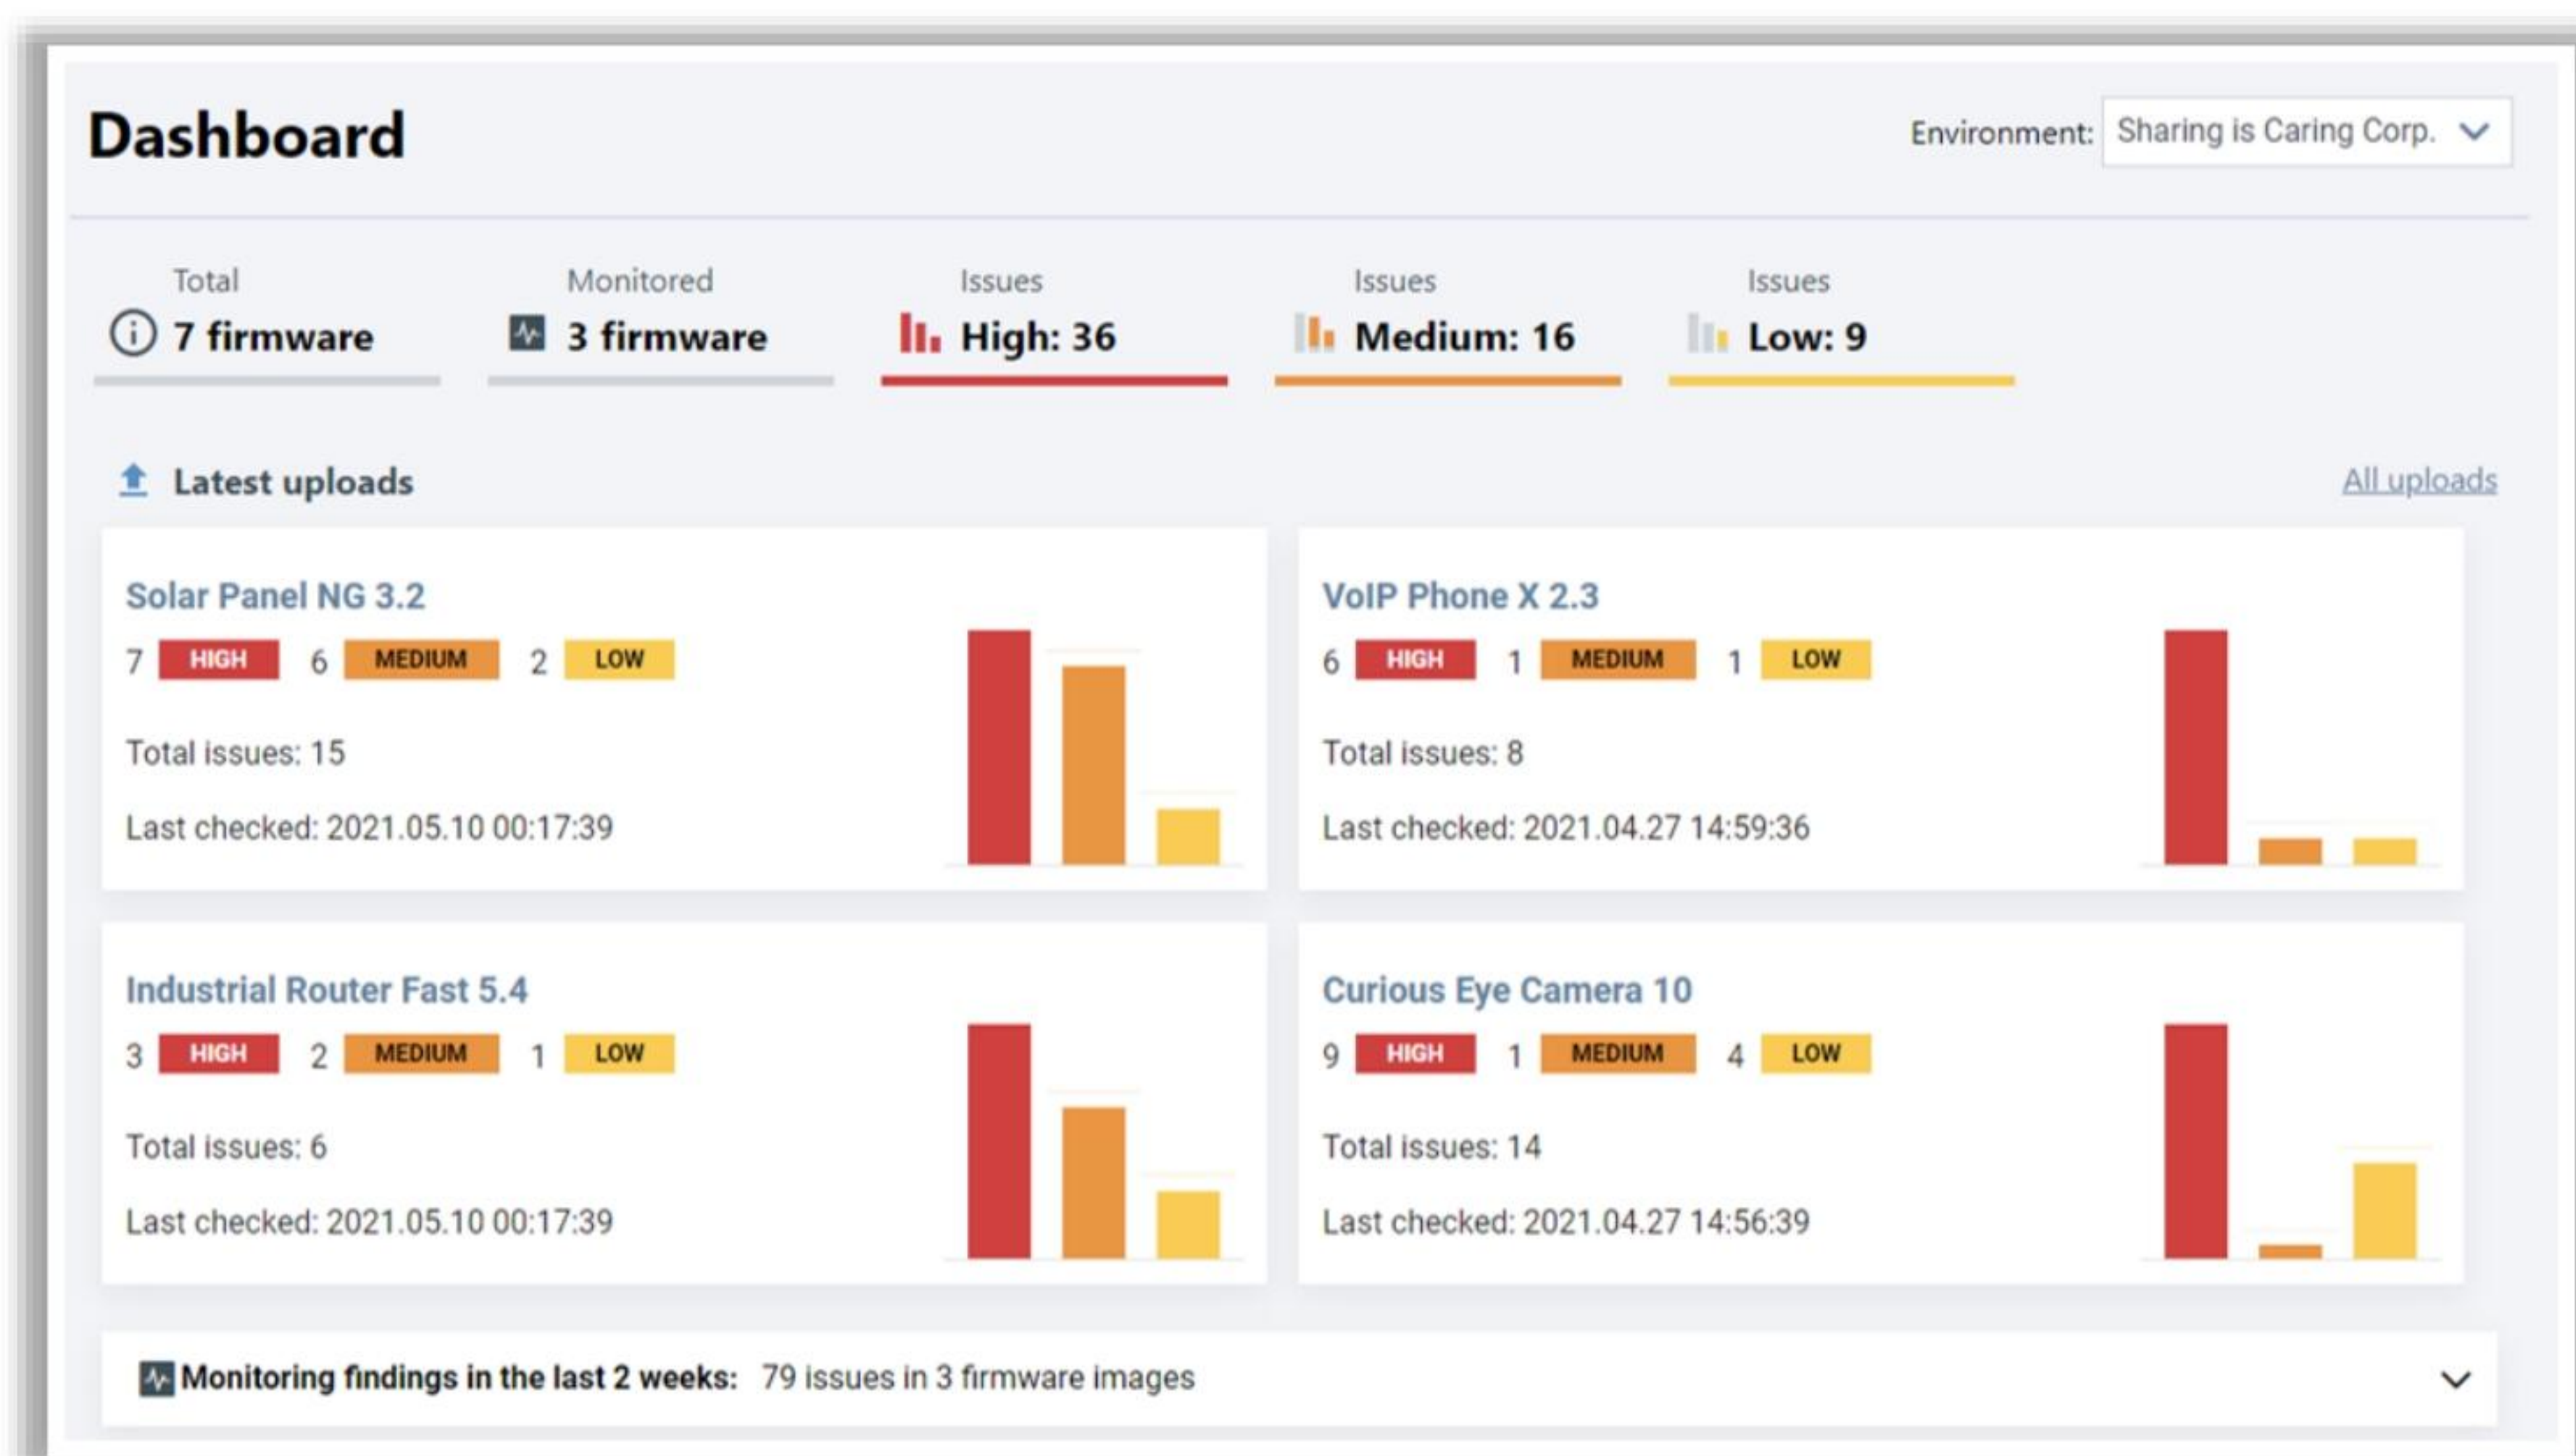 Dashboard
Environment: Sharing is Caring Corp.
Total
7 firmware
Monitored
3 firmware
Issues
High: 36
Issues
Medium: 16
Issues
Low: 9
Latest uploads
All uploads
Solar Panel NG 3.2
7 HIGH 6 MEDIUM 2 LOW
Total issues: 15
Last checked: 2021.05.10 00:17:39
VoIP Phone X 2.3
6 HIGH 1 MEDIUM 1 LOW
Total issues: 8
Last checked: 2021.04.27 14:59:36
Industrial Router Fast 5.4
3 HIGH 2 MEDIUM 1 LOW
Total issues: 6
Last checked: 2021.05.10 00:17:39
Curious Eye Camera 10
9 HIGH 1 MEDIUM 4 LOW
Total issues: 14
Last checked: 2021.04.27 14:56:39
Monitoring findings in the last 2 weeks: 79 issues in 3 firmware images